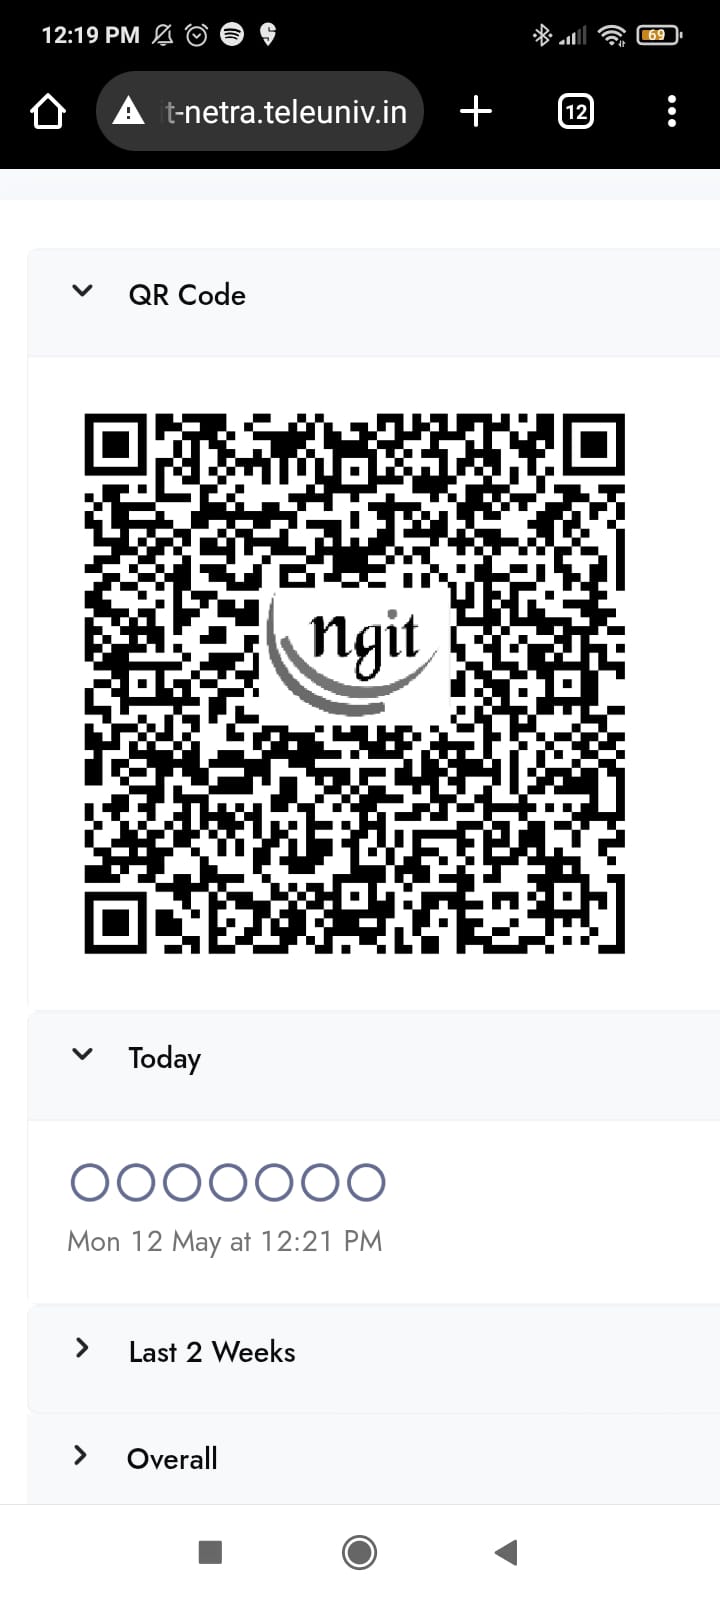 12:19 PM
69
t-netra.teleuniv.in
12
QR Code
ngit
Today
Mon 12 May at 12:21 PM
Last 2 Weeks
Overall